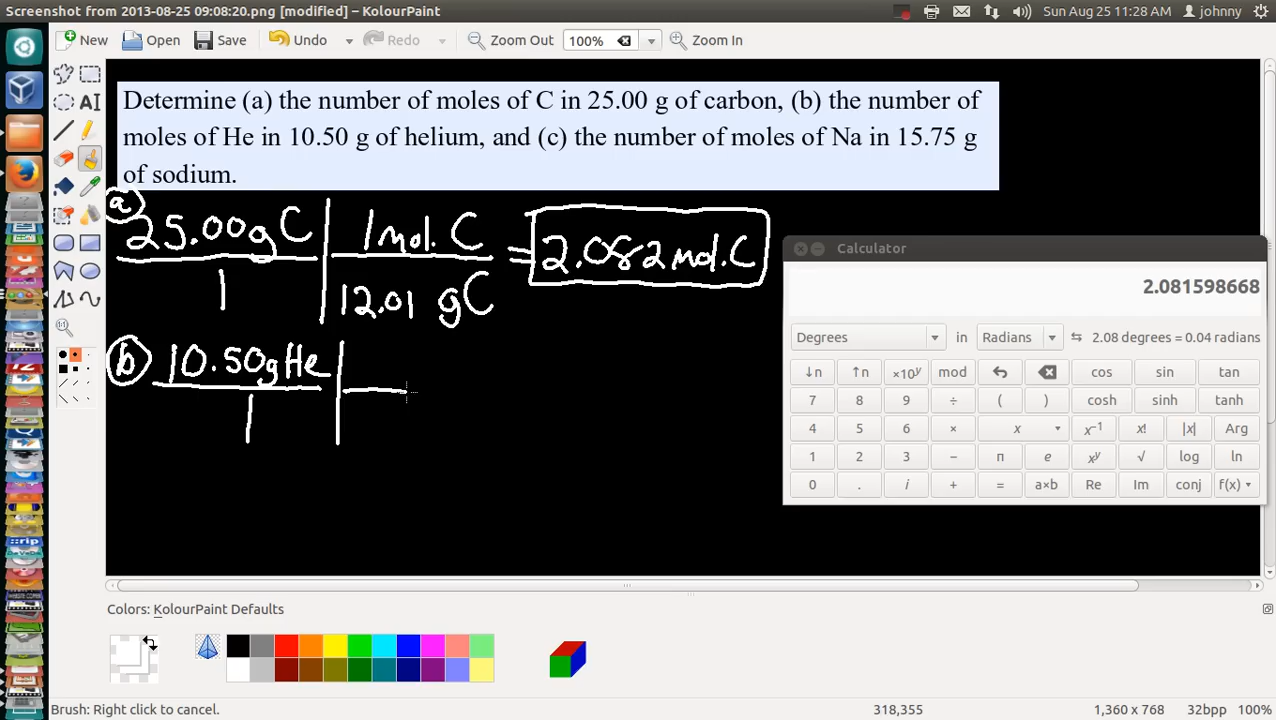 Screenshot from 2013-08-25 09:08:20.png [modified] – KolourPaint
Sun Aug 25 11:28 AM
johnny
New
Open
Save
Undo
Redo
Zoom Out
100%
Zoom In
Determine (a) the number of moles of C in 25.00 g of carbon, (b) the number of
moles of He in 10.50 g of helium, and (c) the number of moles of Na in 15.75 g
of sodium.
a
25.00g C | 1 mol. C = 2.082 mol. C
1 | 12.01 gC
b 10.50g He
1
Calculator
2.081598668
Degrees in Radians ⇆ 2.08 degrees = 0.04 radians
↓n ↑n ×10ʸ mod cos sin tan
7 8 9 ÷ ( ) cosh sinh tanh
4 5 6 × x x⁻¹ x! |x| Arg
1 2 3 − π e xʸ √ log ln
0 . i + = a×b Re Im conj f(x)
Colors: KolourPaint Defaults
Brush: Right click to cancel.
318,355
1,360 x 768
32bpp
100%